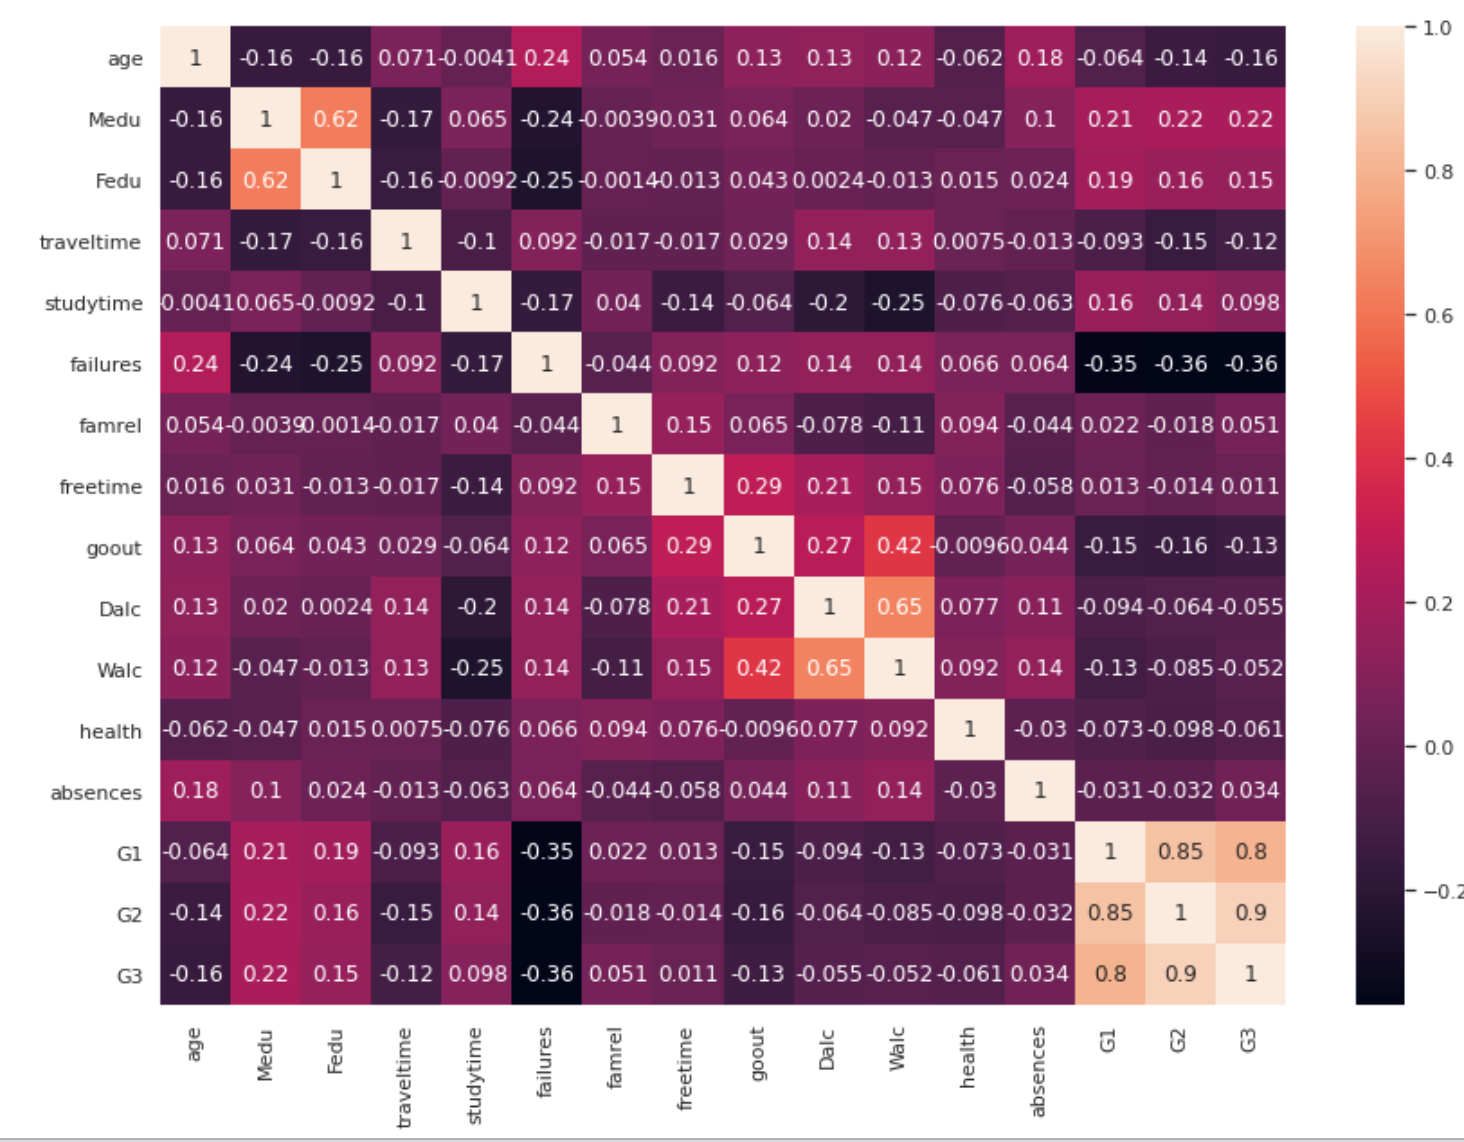 age 1 -0.16 -0.16 0.071 -0.0041 0.24 0.054 0.016 0.13 0.13 0.12 -0.062 0.18 -0.064 -0.14 -0.16
Medu -0.16 1 0.62 -0.17 0.065 -0.24 -0.0039 0.031 0.064 0.02 -0.047 -0.047 0.1 0.21 0.22 0.22
Fedu -0.16 0.62 1 -0.16 -0.0092 -0.25 -0.0014 -0.013 0.043 0.0024 -0.013 0.015 0.024 0.19 0.16 0.15
traveltime 0.071 -0.17 -0.16 1 -0.1 0.092 -0.017 -0.017 0.029 0.14 0.13 0.0075 -0.013 -0.093 -0.15 -0.12
studytime -0.0041 0.065 -0.0092 -0.1 1 -0.17 0.04 -0.14 -0.064 -0.2 -0.25 -0.076 -0.063 0.16 0.14 0.098
failures 0.24 -0.24 -0.25 0.092 -0.17 1 -0.044 0.092 0.12 0.14 0.14 0.066 0.064 -0.35 -0.36 -0.36
famrel 0.054 -0.0039 -0.0014 -0.017 0.04 -0.044 1 0.15 0.065 -0.078 -0.11 0.094 -0.044 0.022 -0.018 0.051
freetime 0.016 0.031 -0.013 -0.017 -0.14 0.092 0.15 1 0.29 0.21 0.15 0.076 -0.058 0.013 -0.014 0.011
goout 0.13 0.064 0.043 0.029 -0.064 0.12 0.065 0.29 1 0.27 0.42 -0.0096 0.044 -0.15 -0.16 -0.13
Dalc 0.13 0.02 0.0024 0.14 -0.2 0.14 -0.078 0.21 0.27 1 0.65 0.077 0.11 -0.094 -0.064 -0.055
Walc 0.12 -0.047 -0.013 0.13 -0.25 0.14 -0.11 0.15 0.42 0.65 1 0.092 0.14 -0.13 -0.085 -0.052
health -0.062 -0.047 0.015 0.0075 -0.076 0.066 0.094 0.076 -0.0096 0.077 0.092 1 -0.03 -0.073 -0.098 -0.061
absences 0.18 0.1 0.024 -0.013 -0.063 0.064 -0.044 -0.058 0.044 0.11 0.14 -0.03 1 -0.031 -0.032 0.034
G1 -0.064 0.21 0.19 -0.093 0.16 -0.35 0.022 0.013 -0.15 -0.094 -0.13 -0.073 -0.031 1 0.85 0.8
G2 -0.14 0.22 0.16 -0.15 0.14 -0.36 -0.018 -0.014 -0.16 -0.064 -0.085 -0.098 -0.032 0.85 1 0.9
G3 -0.16 0.22 0.15 -0.12 0.098 -0.36 0.051 0.011 -0.13 -0.055 -0.052 -0.061 0.034 0.8 0.9 1
age Medu Fedu traveltime studytime failures famrel freetime goout Dalc Walc health absences G1 G2 G3
1.0
0.8
0.6
0.4
0.2
0.0
−0.2